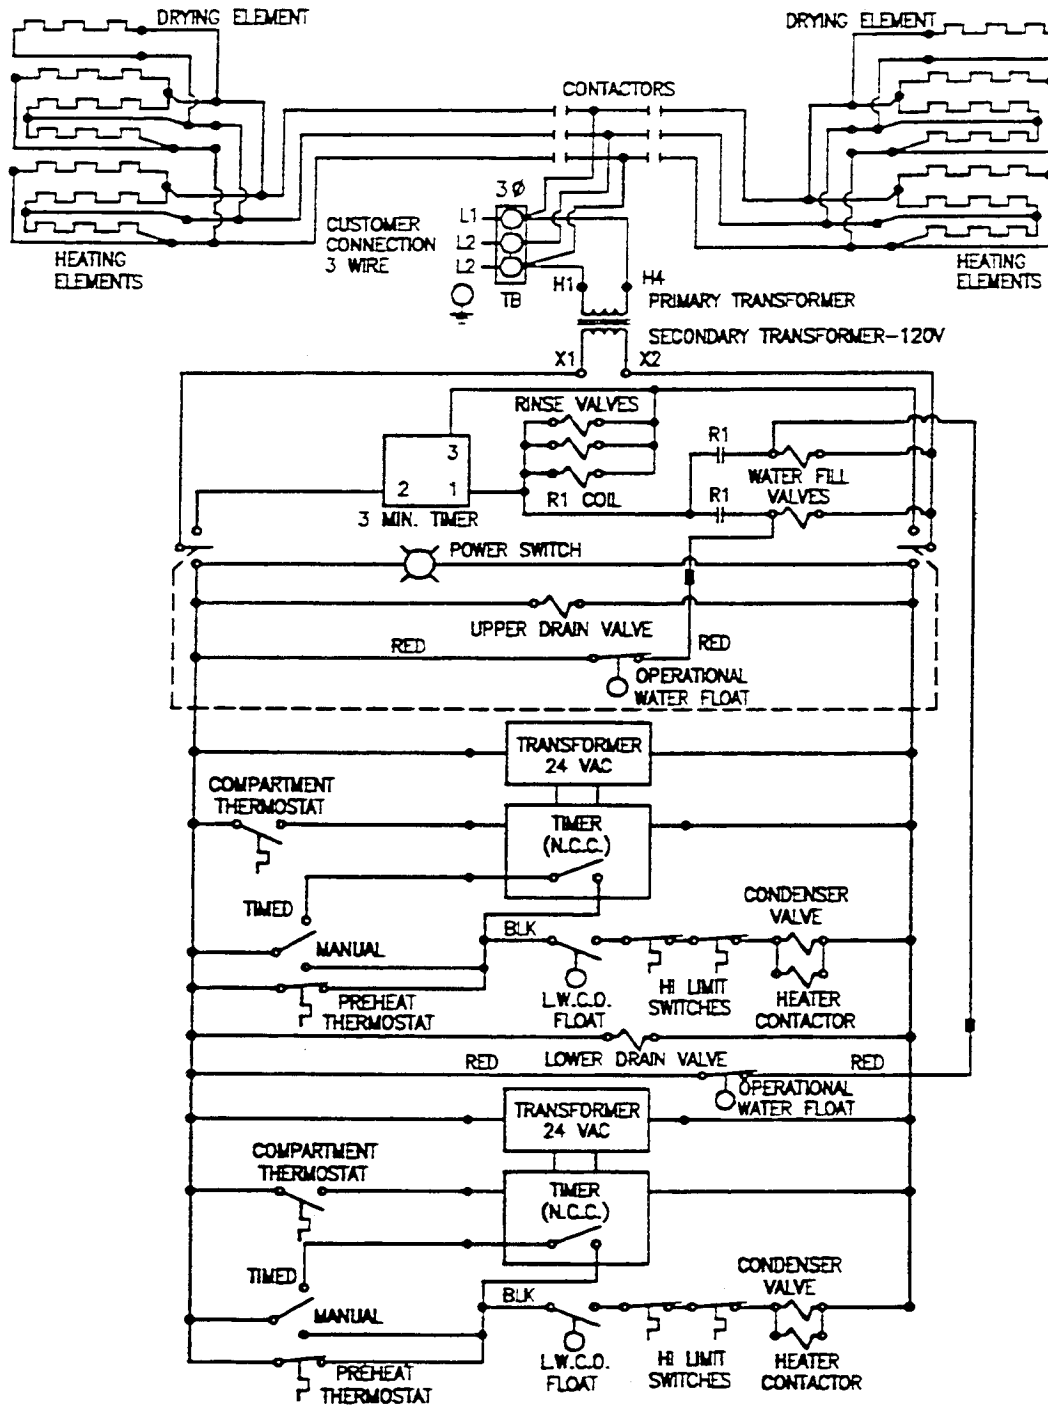 DRYING ELEMENT
DRYING ELEMENT
CONTACTORS
3Ø
L1
L2
L2
CUSTOMER
CONNECTION
3 WIRE
TB
HEATING
ELEMENTS
HEATING
ELEMENTS
H1
H4
PRIMARY TRANSFORMER
SECONDARY TRANSFORMER-120V
X1
X2
RINSE VALVES
3
2
1
3 MIN. TIMER
R1 COIL
R1
R1
WATER FILL
VALVES
POWER SWITCH
UPPER DRAIN VALVE
RED
RED
OPERATIONAL
WATER FLOAT
TRANSFORMER
24 VAC
COMPARTMENT
THERMOSTAT
TIMER
(N.C.C.)
TIMED
MANUAL
BLK
CONDENSER
VALVE
PREHEAT
THERMOSTAT
L.W.C.O.
FLOAT
HI LIMIT
SWITCHES
HEATER
CONTACTOR
LOWER DRAIN VALVE
RED
RED
OPERATIONAL
WATER FLOAT
TRANSFORMER
24 VAC
COMPARTMENT
THERMOSTAT
TIMER
(N.C.C.)
TIMED
MANUAL
BLK
CONDENSER
VALVE
PREHEAT
THERMOSTAT
L.W.C.O.
FLOAT
HI LIMIT
SWITCHES
HEATER
CONTACTOR